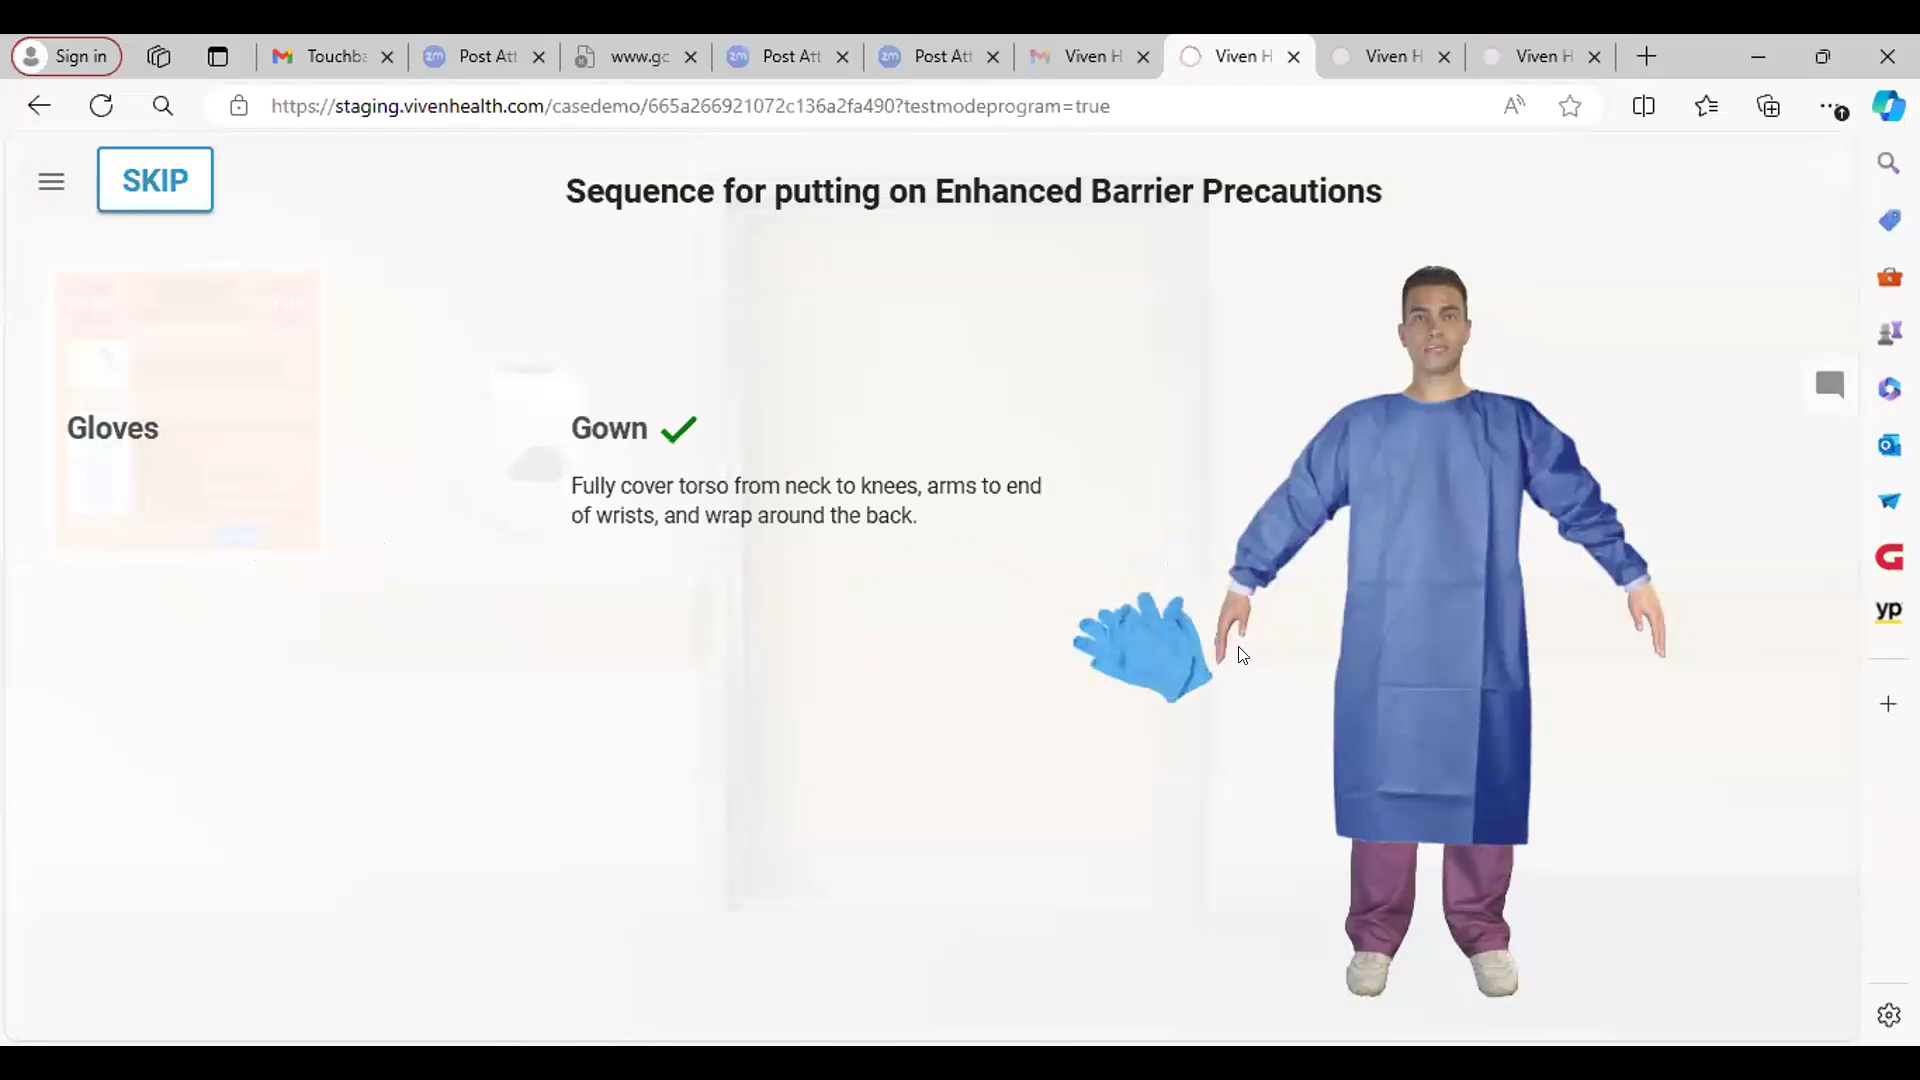 Sign in
Touchba
Post Att
www.gc
Post Att
Post Att
Viven H
Viven H
Viven H
Viven H
https://staging.vivenhealth.com/casedemo/665a266921072c136a2fa490?testmodeprogram=true
SKIP
Sequence for putting on Enhanced Barrier Precautions
Gloves
Gown
Fully cover torso from neck to knees, arms to end
of wrists, and wrap around the back.
yp